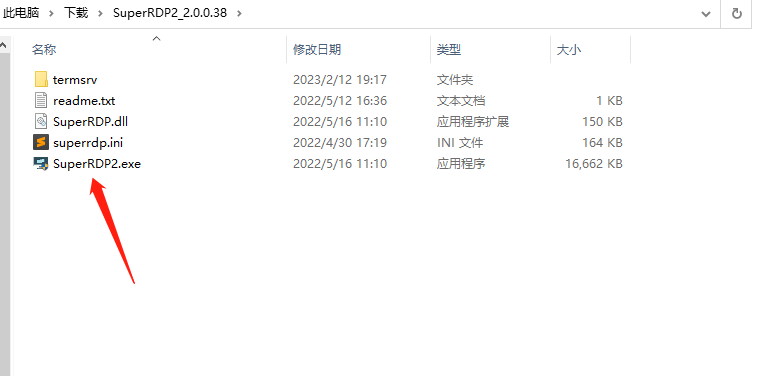 此电脑 > 下载 > SuperRDP2_2.0.0.38 >
名称 修改日期 类型 大小
termsrv 2023/2/12 19:17 文件夹
readme.txt 2022/5/12 16:36 文本文档 1 KB
SuperRDP.dll 2022/5/16 11:10 应用程序扩展 150 KB
superrdp.ini 2022/4/30 17:19 INI 文件 164 KB
SuperRDP2.exe 2022/5/16 11:10 应用程序 16,662 KB